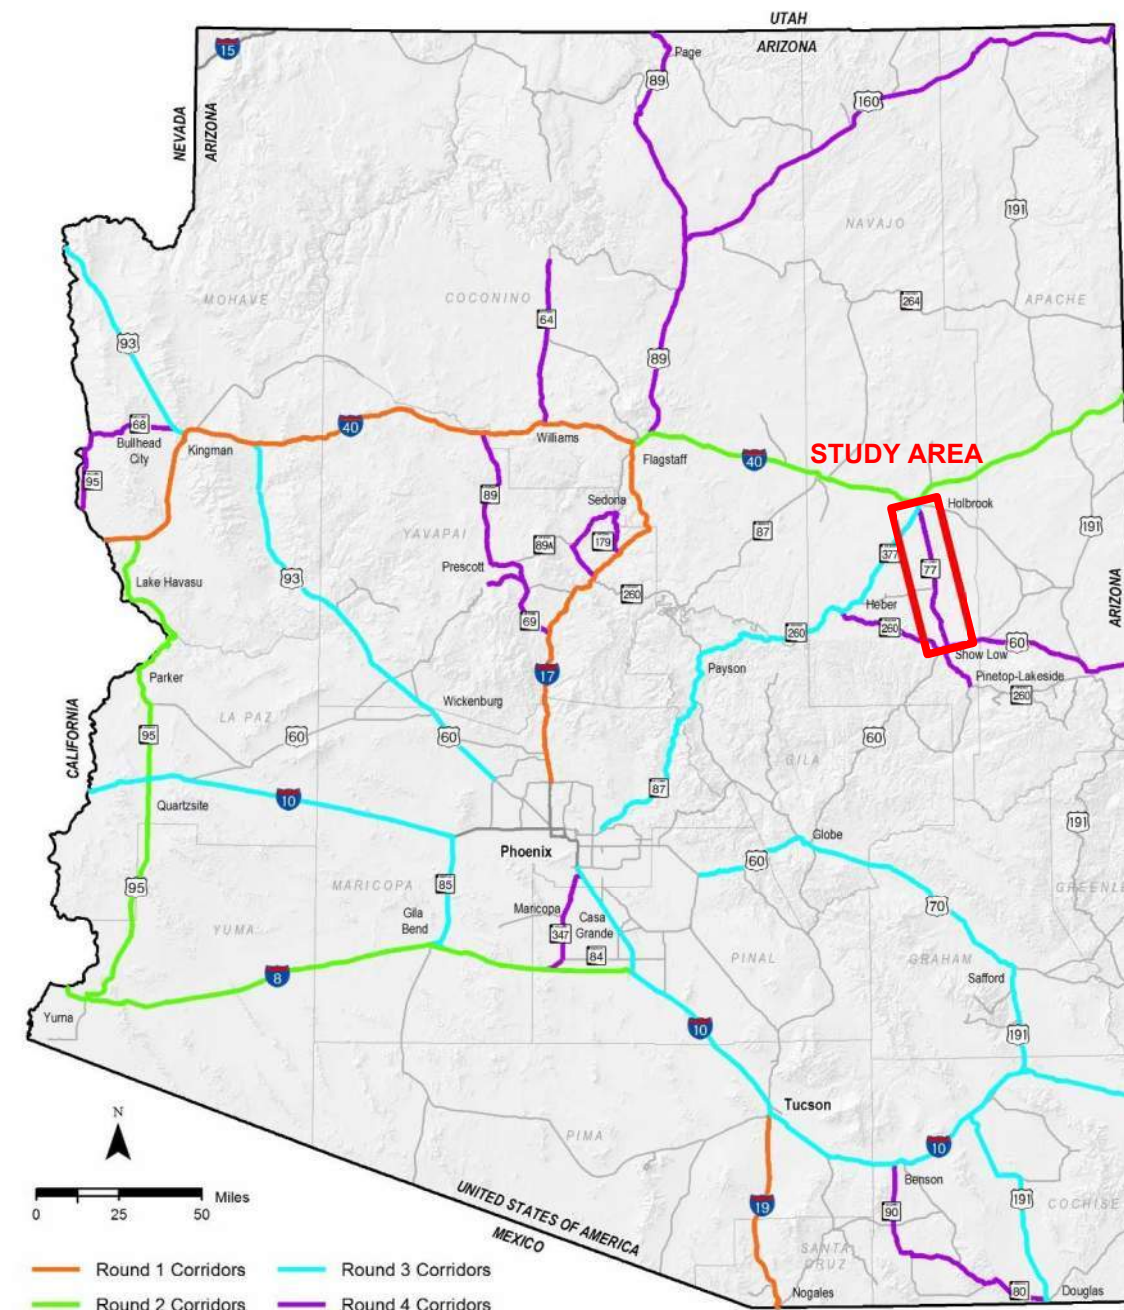 UTAH
ARIZONA
15
Page
89
160
NEVADA
ARIZONA
191
NAVAJO
MOHAVE
COCONINO
264
APACHE
64
93
89
68
Bullhead
City
Kingman
40
Williams
Flagstaff
40
STUDY AREA
95
89
Sedona
Holbrook
87
191
YAVAPAI
89A
179
377
77
Lake Havasu
93
Prescott
260
Heber
ARIZONA
69
260
260
60
Show Low
Parker
17
Payson
Pinetop-Lakeside
260
Wickenburg
CALIFORNIA
LA PAZ
95
60
60
60
GILA
87
Quartzsite
10
191
Phoenix
Globe
60
95
MARICOPA
85
GREENLE
Maricopa
70
Gila
Bend
Casa
Grande
YUMA
347
84
PINAL
GRAHAM
8
Safford
Yuma
10
191
N
Tucson
PIMA
10
Miles
0
25
50
UNITED STATES OF AMERICA
MEXICO
Benson
19
90
191
COCHISE
SANTA
CRUZ
Nogales
80
Douglas
Round 1 Corridors
Round 3 Corridors
Round 2 Corridors
Round 4 Corridors